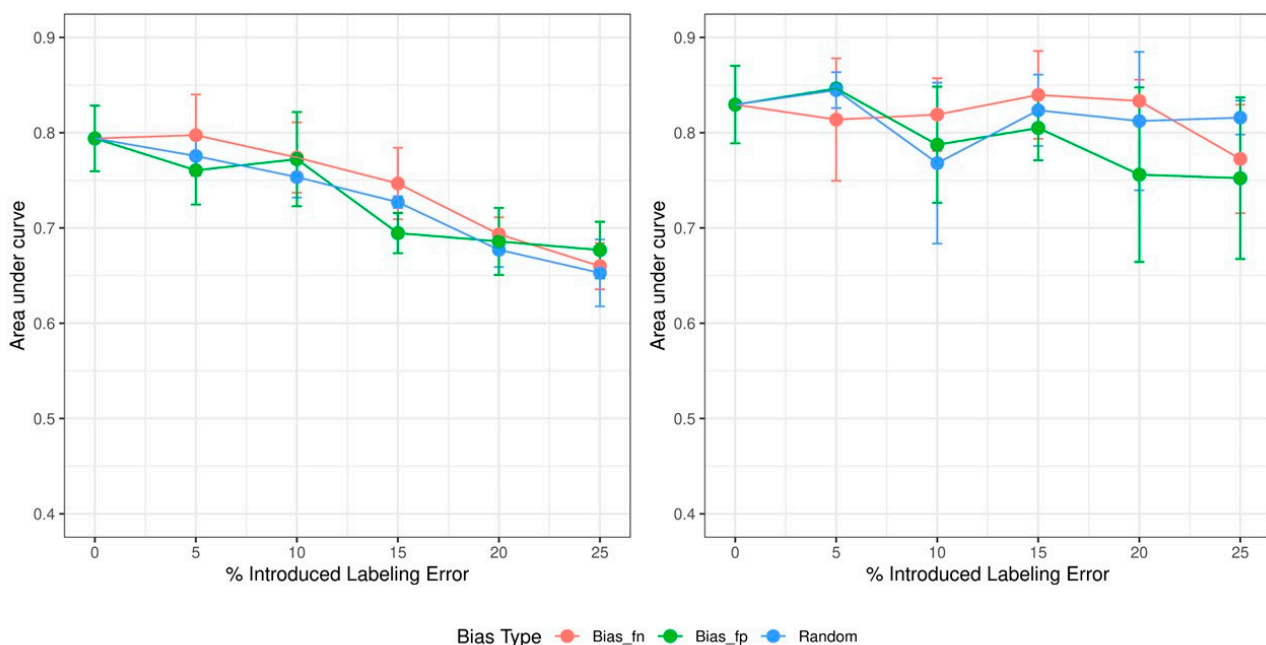 0.9
0.8
0.7
0.6
0.5
0.4
Area under curve
0 5 10 15 20 25
% Introduced Labeling Error
0.9
0.8
0.7
0.6
0.5
0.4
Area under curve
0 5 10 15 20 25
% Introduced Labeling Error
Bias Type Bias_fn Bias_fp Random